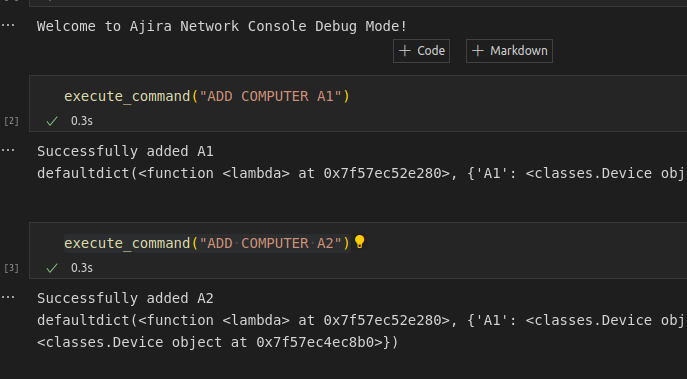 Welcome to Ajira Network Console Debug Mode!
+ Code + Markdown
execute_command("ADD COMPUTER A1")
[2] ✓ 0.3s
Successfully added A1
defaultdict(<function <lambda> at 0x7f57ec52e280>, {'A1': <classes.Device obj
execute_command("ADD COMPUTER A2")
[3] ✓ 0.3s
Successfully added A2
defaultdict(<function <lambda> at 0x7f57ec52e280>, {'A1': <classes.Device obj
<classes.Device object at 0x7f57ec4ec8b0>})